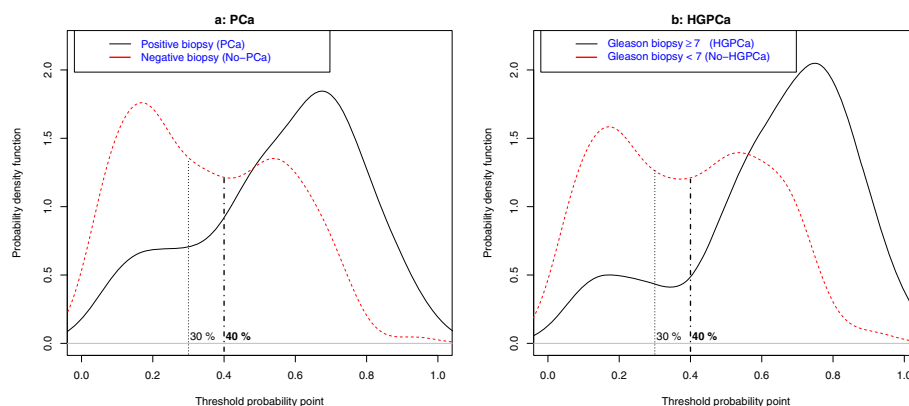 a: PCa
Positive biopsy (PCa)
Negative biopsy (No−PCa)
Probability density function
2.0
1.5
1.0
0.5
0.0
30 %
40 %
0.0 0.2 0.4 0.6 0.8 1.0
Threshold probability point
b: HGPCa
Gleason biopsy ≥ 7 (HGPCa)
Gleason biopsy < 7 (No−HGPCa)
Probability density function
2.0
1.5
1.0
0.5
0.0
30 %
40 %
0.0 0.2 0.4 0.6 0.8 1.0
Threshold probability point